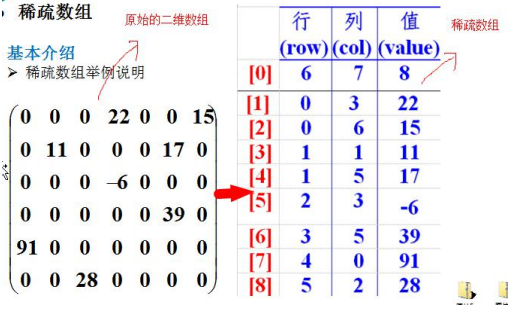 稀疏数组
原始的二维数组
基本介绍
➢ 稀疏数组举例说明
0 0 0 22 0 0 15
0 11 0 0 0 17 0
0 0 0 –6 0 0 0
0 0 0 0 0 39 0
91 0 0 0 0 0 0
0 0 28 0 0 0 0
行 列 值
(row) (col) (value)
稀疏数组
[0] 6 7 8
[1] 0 3 22
[2] 0 6 15
[3] 1 1 11
[4] 1 5 17
[5] 2 3 -6
[6] 3 5 39
[7] 4 0 91
[8] 5 2 28